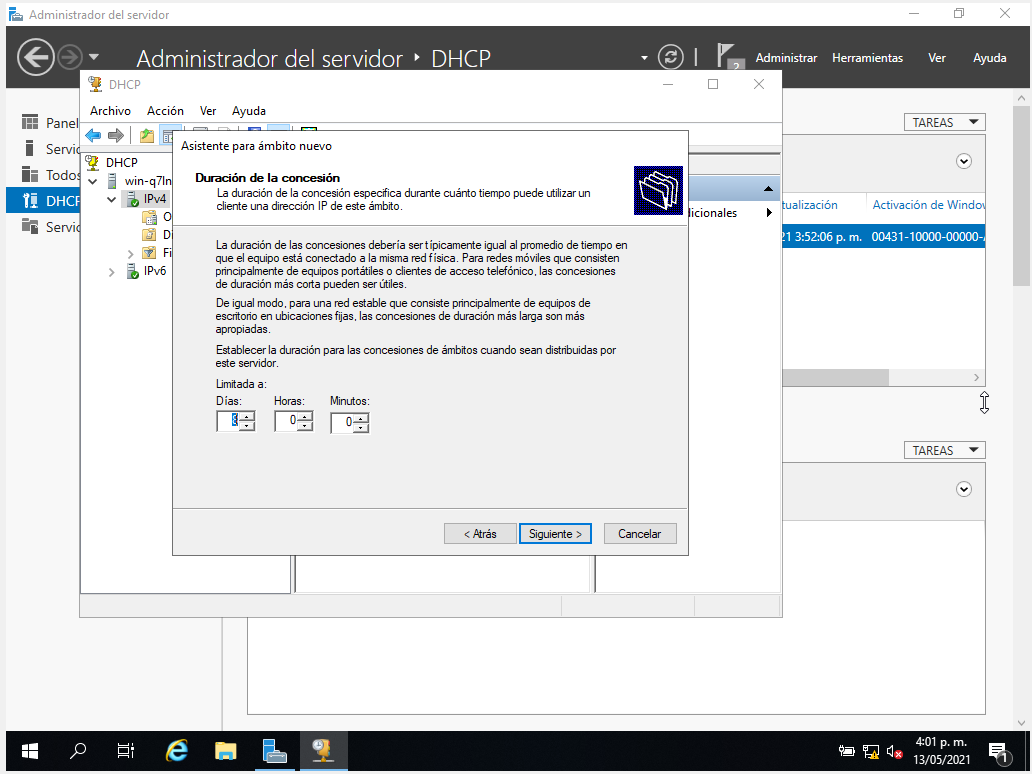 Administrador del servidor
Administrador del servidor ‣ DHCP
Administrar
Herramientas
Ver
Ayuda
DHCP
Archivo Acción Ver Ayuda
Panel
TAREAS
Servic
Todos
DHCP
Servic
DHCP
win-q7ln
IPv4
O
Di
Fi
IPv6
Asistente para ámbito nuevo
Duración de la concesión
La duración de la concesión especifica durante cuánto tiempo puede utilizar un
cliente una dirección IP de este ámbito.
La duración de las concesiones debería ser típicamente igual al promedio de tiempo en
que el equipo está conectado a la misma red física. Para redes móviles que consisten
principalmente de equipos portátiles o clientes de acceso telefónico, las concesiones
de duración más corta pueden ser útiles.
De igual modo, para una red estable que consiste principalmente de equipos de
escritorio en ubicaciones fijas, las concesiones de duración más larga son más
apropiadas.
Establecer la duración para las concesiones de ámbitos cuando sean distribuidas por
este servidor.
Limitada a:
Días: Horas: Minutos:
0 0
< Atrás Siguiente > Cancelar
dicionales
tualización Activación de Window
21 3:52:06 p. m. 00431-10000-00000-
TAREAS
4:01 p. m.
13/05/2021
1